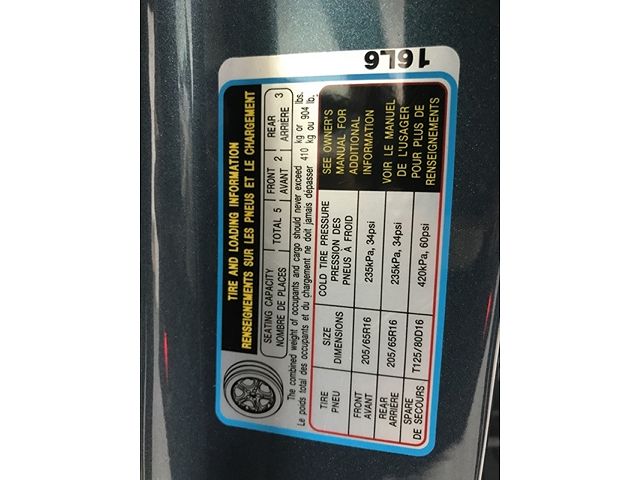 TIRE AND LOADING INFORMATION
RENSEIGNEMENTS SUR LES PNEUS ET LE CHARGEMENT
SEATING CAPACITY
NOMBRE DE PLACES
TOTAL 5
FRONT
AVANT 2
REAR
ARRIÈRE 3
The combined weight of occupants and cargo should never exceed 410 kg or 904 lbs.
Le poids total des occupants et du chargement ne doit jamais dépasser 410 kg ou 904 lb.
TIRE
PNEU
SIZE
DIMENSIONS
COLD TIRE PRESSURE
PRESSION DES
PNEUS À FROID
FRONT
AVANT
205/65R16
235kPa, 34psi
REAR
ARRIÈRE
205/65R16
235kPa, 34psi
SPARE
DE SECOURS
T125/80D16
420kPa, 60psi
SEE OWNER'S
MANUAL FOR
ADDITIONAL
INFORMATION
VOIR LE MANUEL
DE L'USAGER
POUR PLUS DE
RENSEIGNEMENTS
16L6